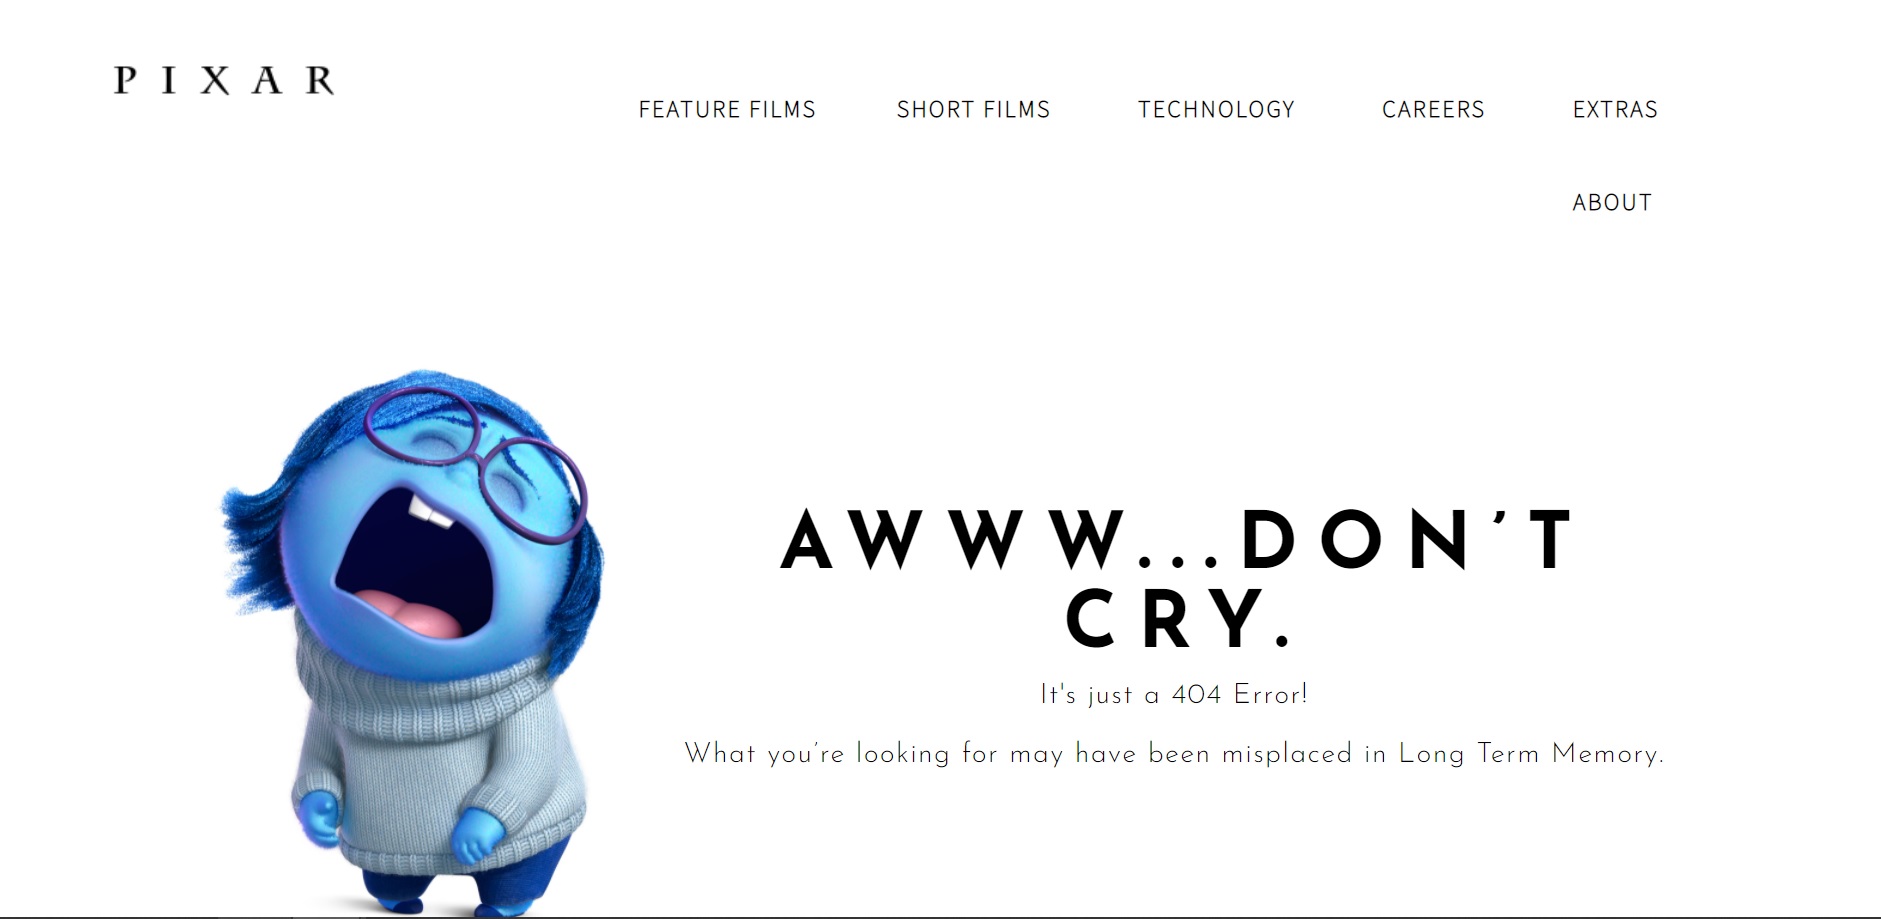 PIXAR
FEATURE FILMS
SHORT FILMS
TECHNOLOGY
CAREERS
EXTRAS
ABOUT
AWWW...DON’T
CRY.
It's just a 404 Error!
What you’re looking for may have been misplaced in Long Term Memory.